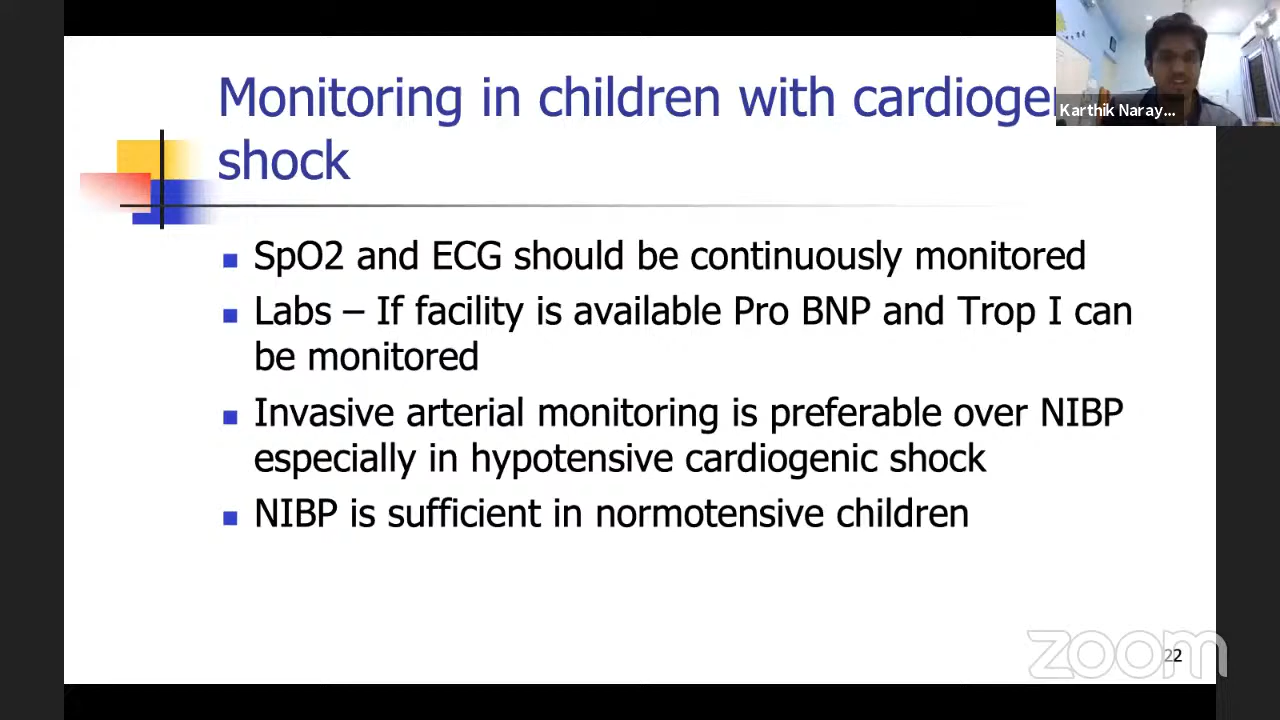 Monitoring in children with cardioge
shock
Karthik Naray...
SpO2 and ECG should be continuously monitored
Labs – If facility is available Pro BNP and Trop I can
be monitored
Invasive arterial monitoring is preferable over NIBP
especially in hypotensive cardiogenic shock
NIBP is sufficient in normotensive children
zoom
22